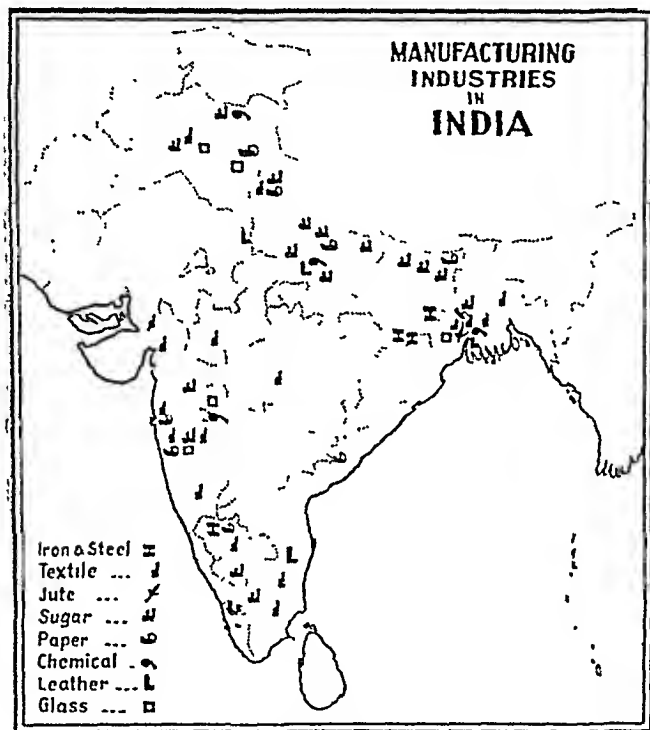 MANUFACTURING
INDUSTRIES
IN
INDIA
Iron & Steel
Textile ...
Jute ...
Sugar ...
Paper ...
Chemical .
Leather ...
Glass ...